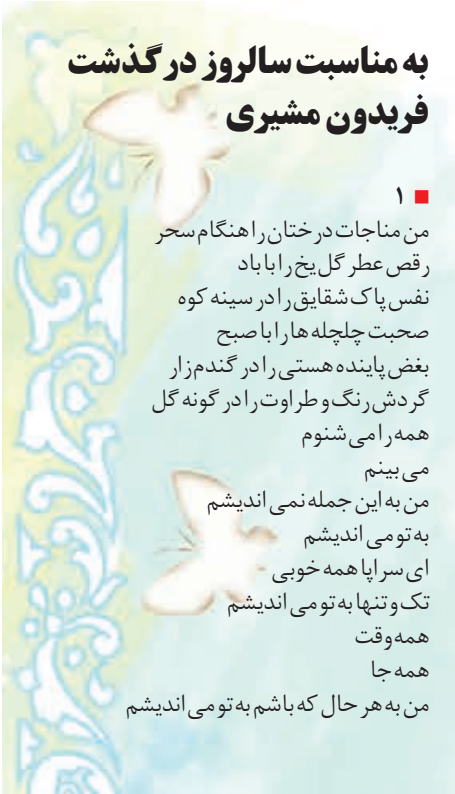 به مناسبت سالروز درگذشت
فریدون مشیری
۱
من مناجات درختان را هنگام سحر
رقص عطر گل یخ را با باد
نفس پاک شقایق را در سینه کوه
صحبت چلچله‌ها را با صبح
بغض پاینده هستی را در گندم‌زار
گردش رنگ و طراوت را در گونه گل
همه را می‌شنوم
می‌بینم
من به این جمله نمی‌اندیشم
به تو می‌اندیشم
ای سراپا همه خوبی
تک و تنها به تو می‌اندیشم
همه وقت
همه جا
من به هر حال که باشم به تو می‌اندیشم